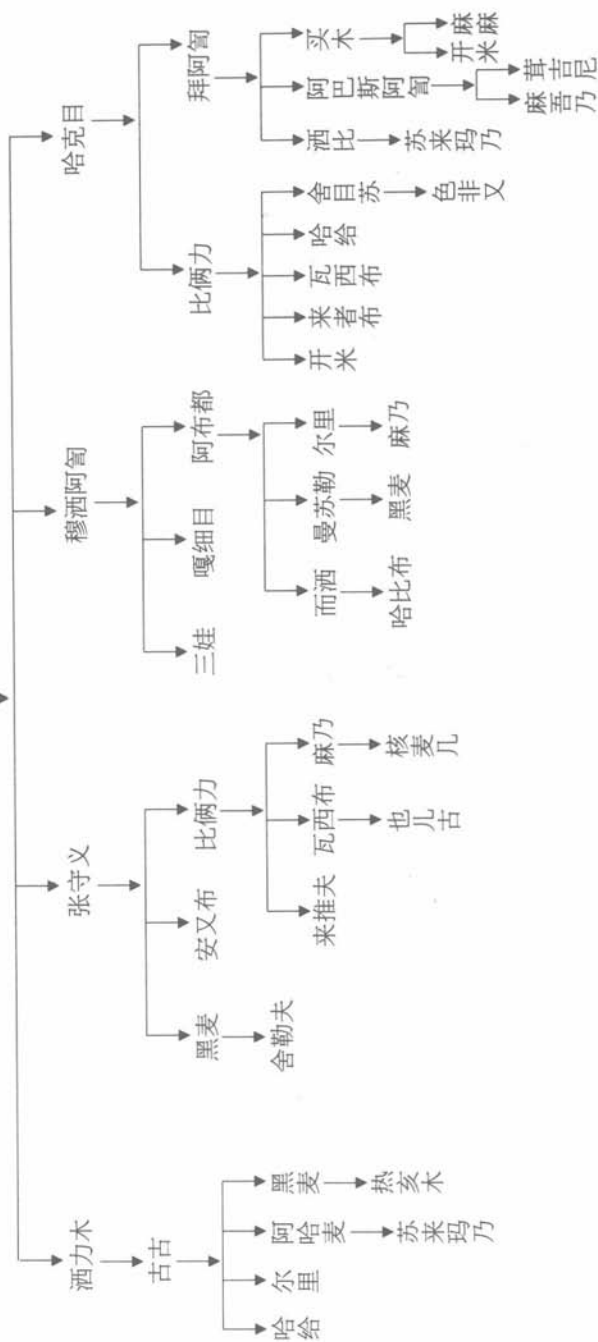 洒力木
张守义
穆洒阿訇
哈克目
古古
黑麦
安又布
比俩力
三娃
嘎细目
阿布都
比俩力
拜阿訇
哈给
尔里
阿哈麦
黑麦
舍勒夫
来推夫
瓦西布
麻乃
而洒
曼苏勒
尔里
开米
来者布
瓦西布
哈给
舍目苏
洒比
阿巴斯阿訇
买木
苏来玛乃
热亥木
也儿古
核麦几
哈比布
黑麦
麻乃
色非又
苏来玛乃
麻吾乃
茸吉尼
开米
麻麻